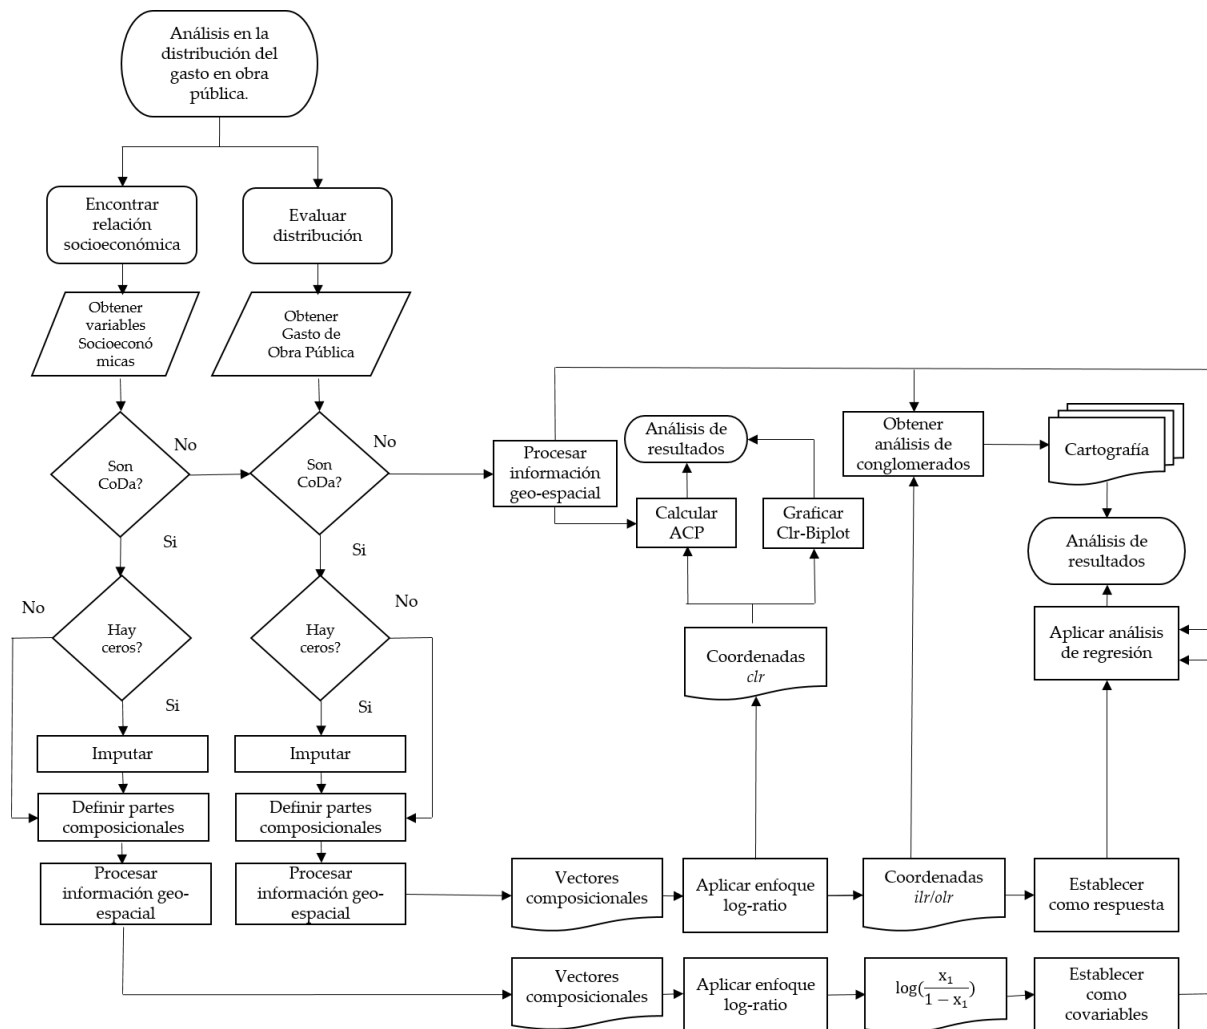 Análisis en la
distribución del
gasto en obra
pública.
Encontrar
relación
socioeconómica
Evaluar
distribución
Obtener
variables
Socioeconó
micas
Obtener
Gasto de
Obra Pública
Son
CoDa?
No
Si
Son
CoDa?
No
Si
Procesar
información
geo-espacial
Análisis de
resultados
Calcular
ACP
Graficar
Clr-Biplot
Obtener
análisis de
conglomerados
Cartografía
Análisis de
resultados
Aplicar análisis
de regresión
Coordenadas
clr
Hay
ceros?
No
Si
Hay
ceros?
No
Si
Imputar
Imputar
Definir partes
composicionales
Definir partes
composicionales
Procesar
información geo-
espacial
Procesar
información geo-
espacial
Vectores
composicionales
Aplicar enfoque
log-ratio
Coordenadas
ilr/olr
Establecer
como respuesta
Vectores
composicionales
Aplicar enfoque
log-ratio
log(x₁/(1 − x₁))
Establecer
como
covariables